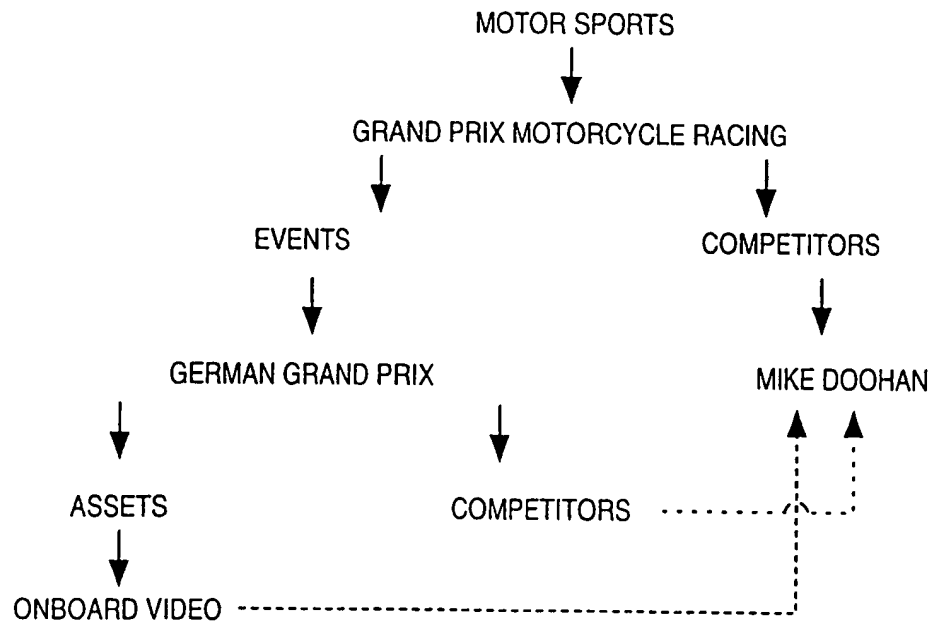 MOTOR SPORTS
GRAND PRIX MOTORCYCLE RACING
EVENTS
COMPETITORS
GERMAN GRAND PRIX
MIKE DOOHAN
ASSETS
COMPETITORS
ONBOARD VIDEO